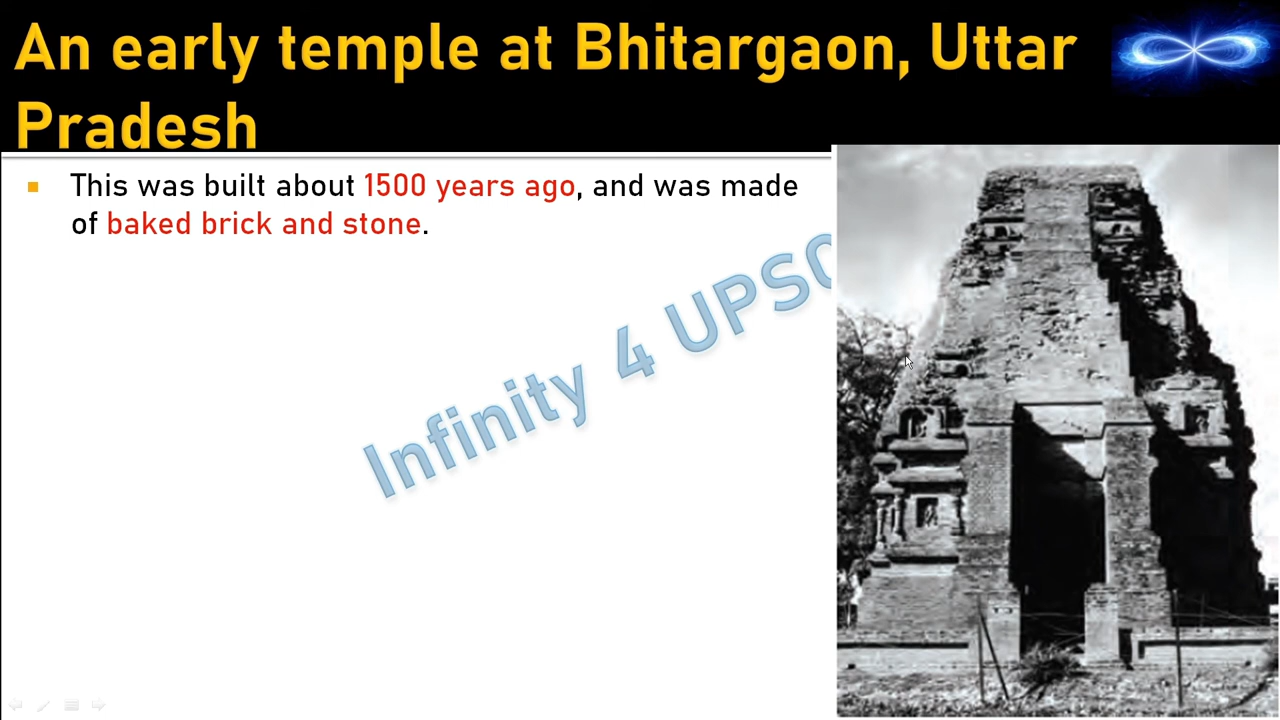 An early temple at Bhitargaon, Uttar
Pradesh
This was built about 1500 years ago, and was made
of baked brick and stone.
Infinity 4 UPSC